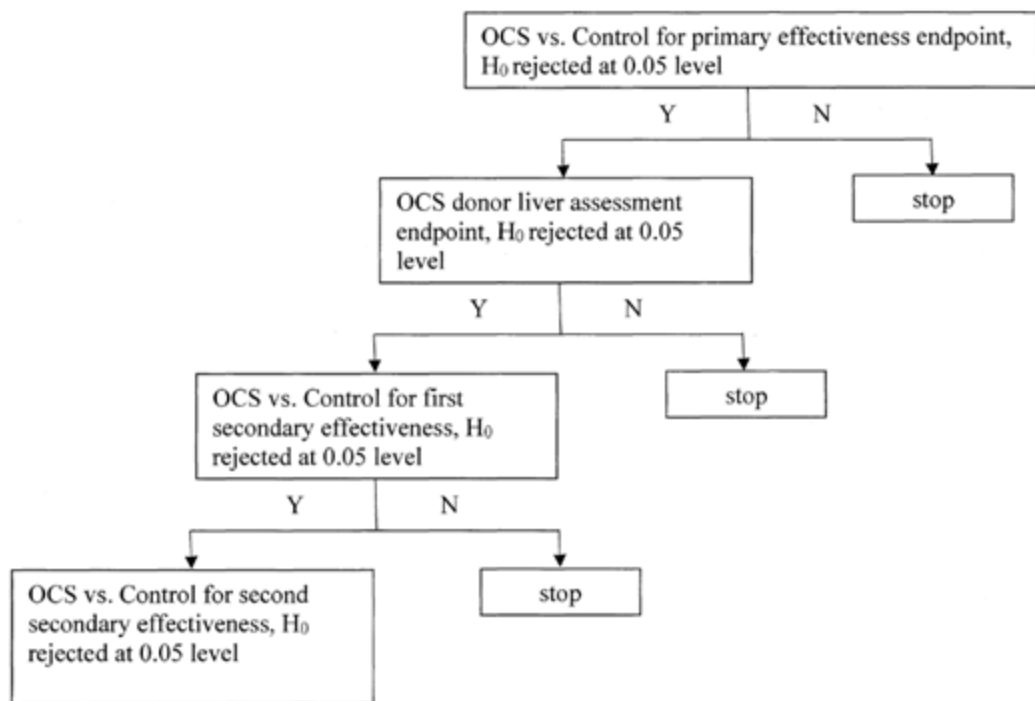 OCS vs. Control for primary effectiveness endpoint,
H₀ rejected at 0.05 level
Y N
OCS donor liver assessment
endpoint, H₀ rejected at 0.05
level
stop
Y N
OCS vs. Control for first
secondary effectiveness, H₀
rejected at 0.05 level
stop
Y N
OCS vs. Control for second
secondary effectiveness, H₀
rejected at 0.05 level
stop